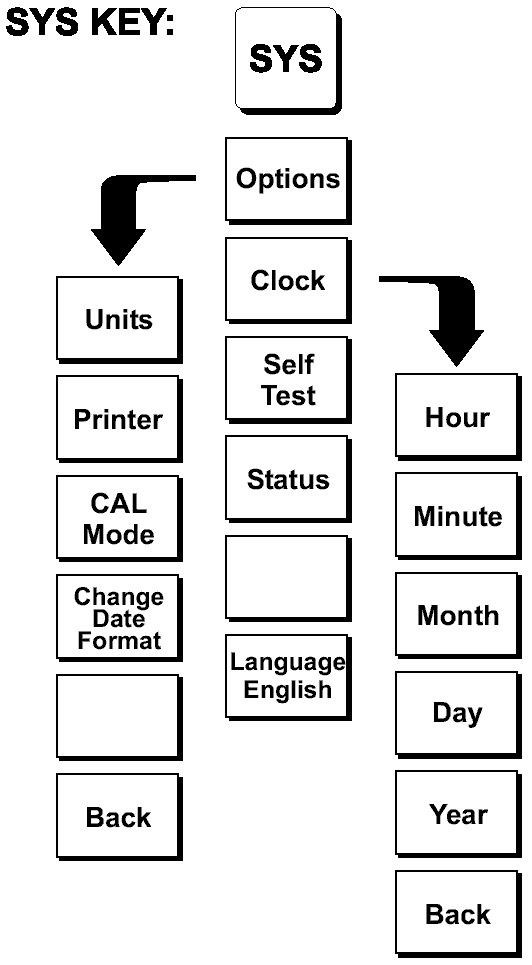 SYS KEY:
SYS
Options
Clock
Self
Test
Status
Language
English
Units
Printer
CAL
Mode
Change
Date
Format
Back
Hour
Minute
Month
Day
Year
Back